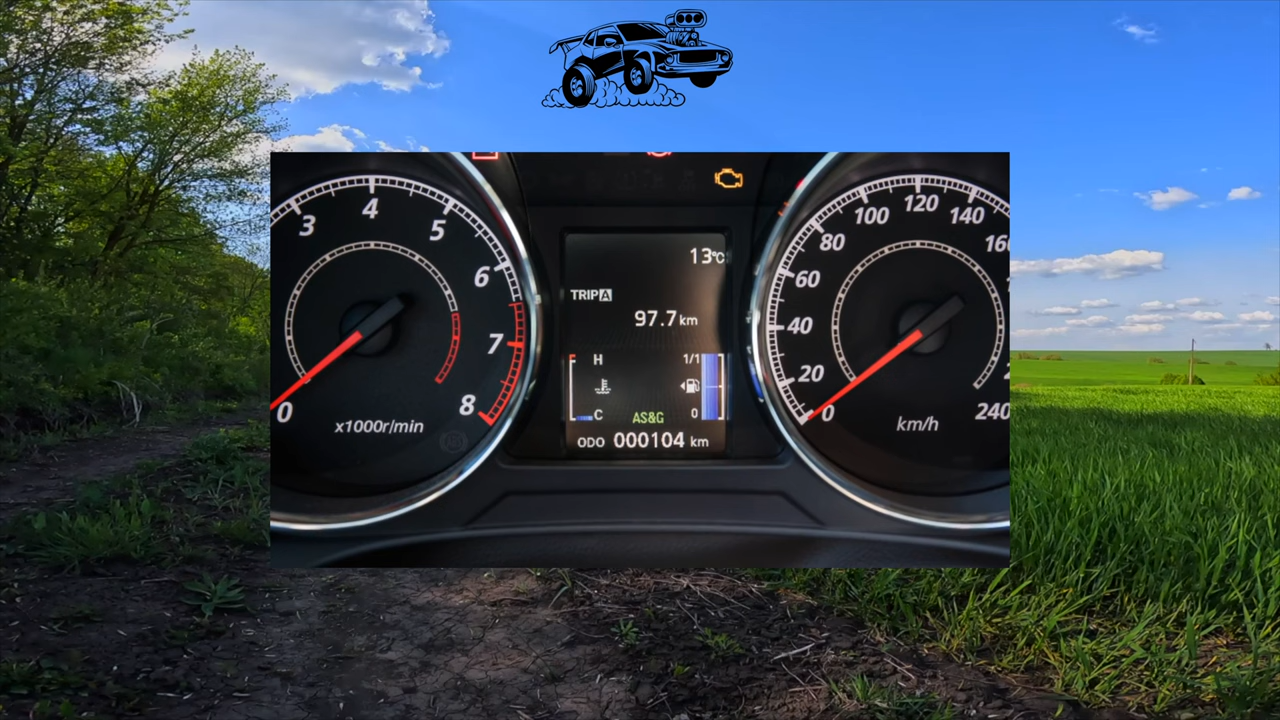 3 4 5 6 7 8 0
x1000r/min
13°C
TRIP A
97.7 km
H 1/1
C 0
AS&G
ODO 000104 km
0 20 40 60 80 100 120 140 160 240
km/h